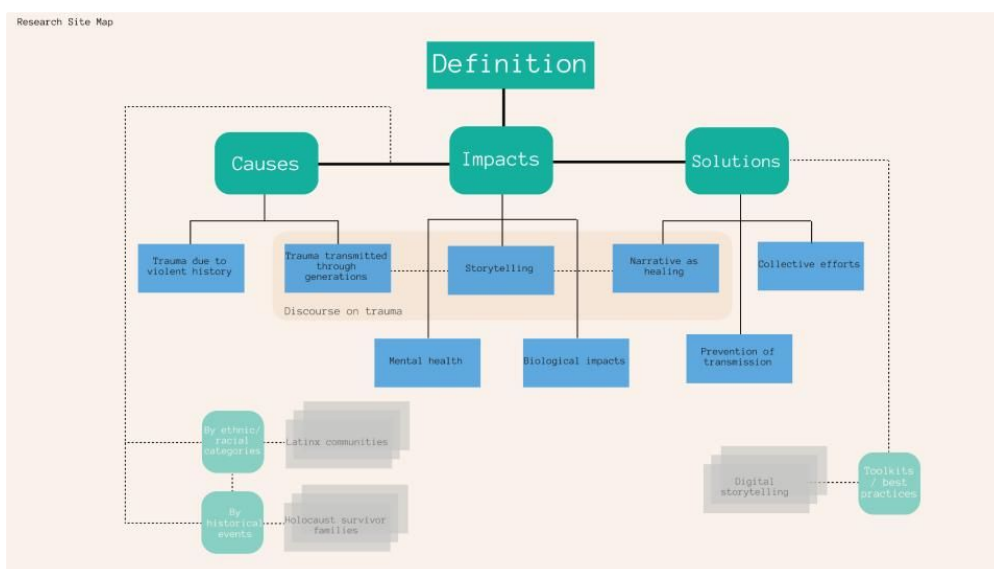 Research Site Map
Definition
Causes
Impacts
Solutions
Trauma due to
violent history
Trauma transmitted
through
generations
Storytelling
Narrative as
healing
Collective efforts
Discourse on trauma
Mental health
Biological impacts
Prevention of
transmission
By ethnic/
racial
categories
Latinx communities
By
historical
events
Holocaust survivor
families
Digital
storytelling
Toolkits
/ best
practices